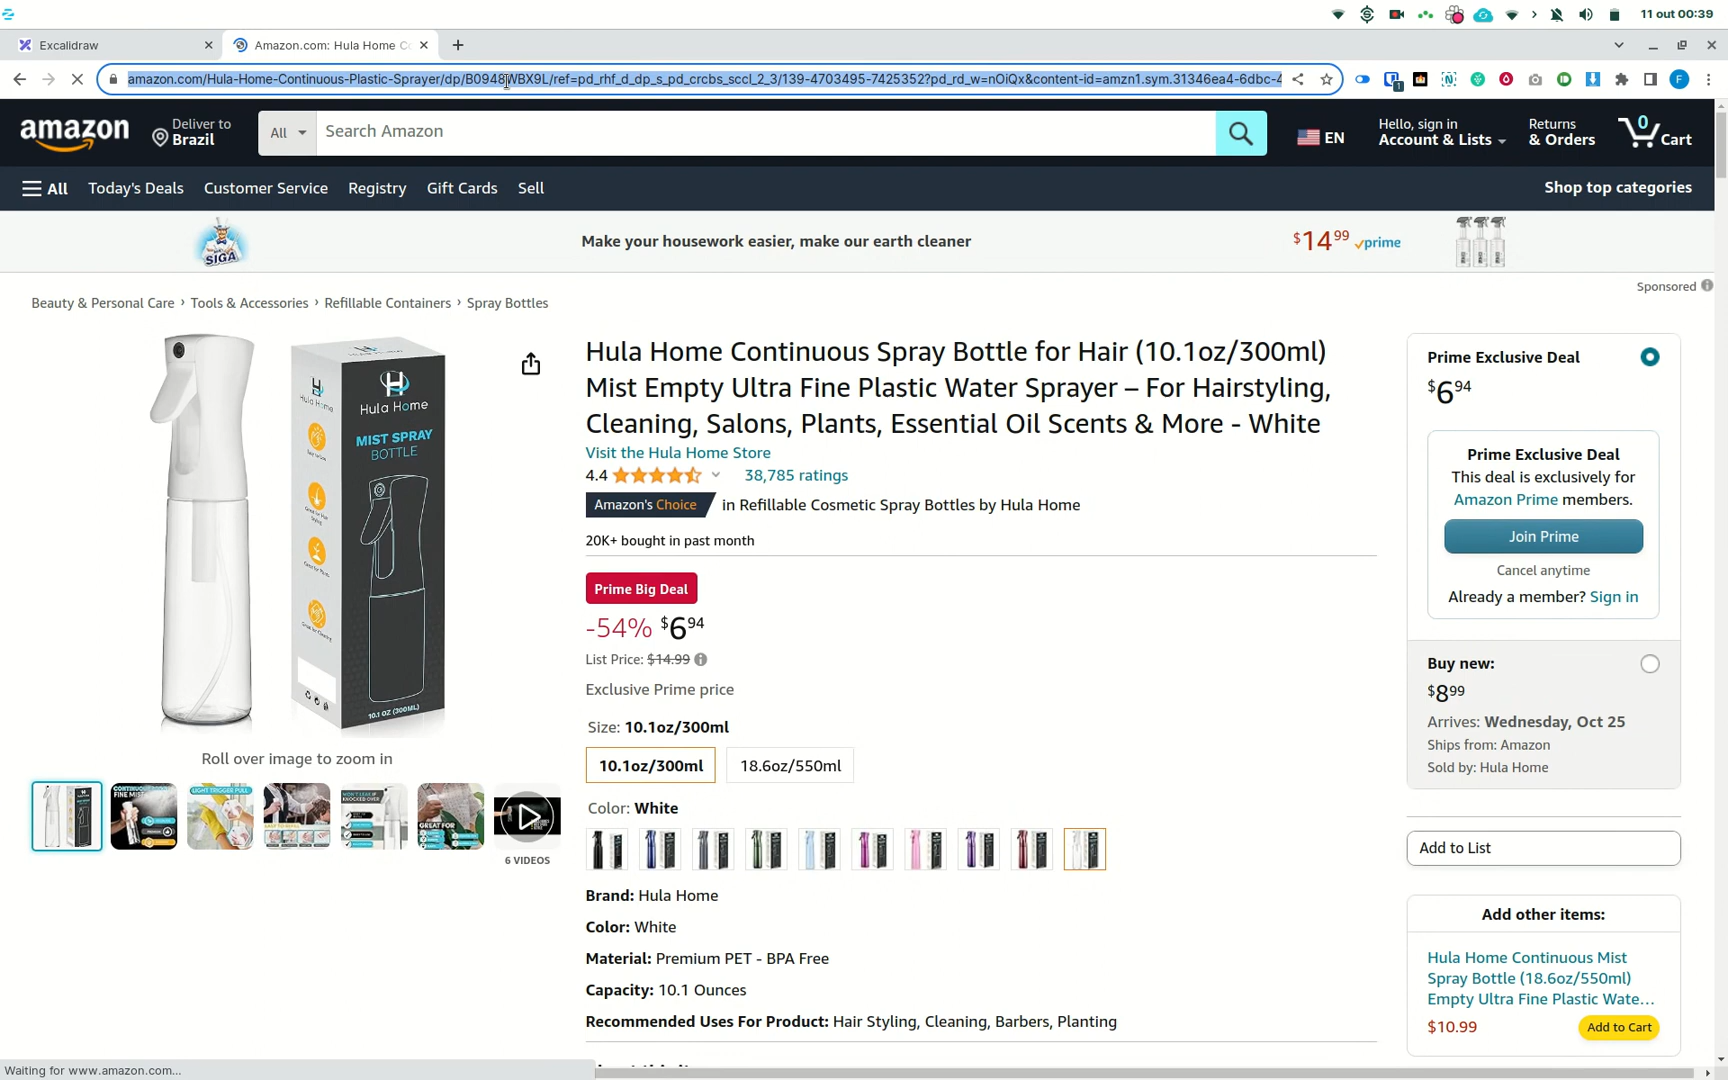 11 out 00:39
Excalidraw
Amazon.com: Hula Home Co
amazon.com/Hula-Home-Continuous-Plastic-Sprayer/dp/B0948WBX9L/ref=pd_rhf_d_dp_s_pd_crcbs_sccl_2_3/139-4703495-7425352?pd_rd_w=nOiQx&content-id=amzn1.sym.31346ea4-6dbc-4
amazon
Deliver to
Brazil
All
Search Amazon
EN
Hello, sign in
Account & Lists
Returns
& Orders
0
Cart
All
Today's Deals
Customer Service
Registry
Gift Cards
Sell
Shop top categories
SIGA
Make your housework easier, make our earth cleaner
$14 99 prime
Sponsored
Beauty & Personal Care › Tools & Accessories › Refillable Containers › Spray Bottles
Hula Home
Hula Home
MIST SPRAY
BOTTLE
10.1 OZ (300ML)
Roll over image to zoom in
6 VIDEOS
Hula Home Continuous Spray Bottle for Hair (10.1oz/300ml)
Mist Empty Ultra Fine Plastic Water Sprayer – For Hairstyling,
Cleaning, Salons, Plants, Essential Oil Scents & More - White
Visit the Hula Home Store
4.4
38,785 ratings
Amazon's Choice
in Refillable Cosmetic Spray Bottles by Hula Home
20K+ bought in past month
Prime Big Deal
-54% $6 94
List Price: $14.99
Exclusive Prime price
Size: 10.1oz/300ml
10.1oz/300ml
18.6oz/550ml
Color: White
Brand: Hula Home
Color: White
Material: Premium PET - BPA Free
Capacity: 10.1 Ounces
Recommended Uses For Product: Hair Styling, Cleaning, Barbers, Planting
Prime Exclusive Deal
$6 94
Prime Exclusive Deal
This deal is exclusively for
Amazon Prime members.
Join Prime
Cancel anytime
Already a member? Sign in
Buy new:
$8 99
Arrives: Wednesday, Oct 25
Ships from: Amazon
Sold by: Hula Home
Add to List
Add other items:
Hula Home Continuous Mist
Spray Bottle (18.6oz/550ml)
Empty Ultra Fine Plastic Wate...
$10.99
Add to Cart
Waiting for www.amazon.com...